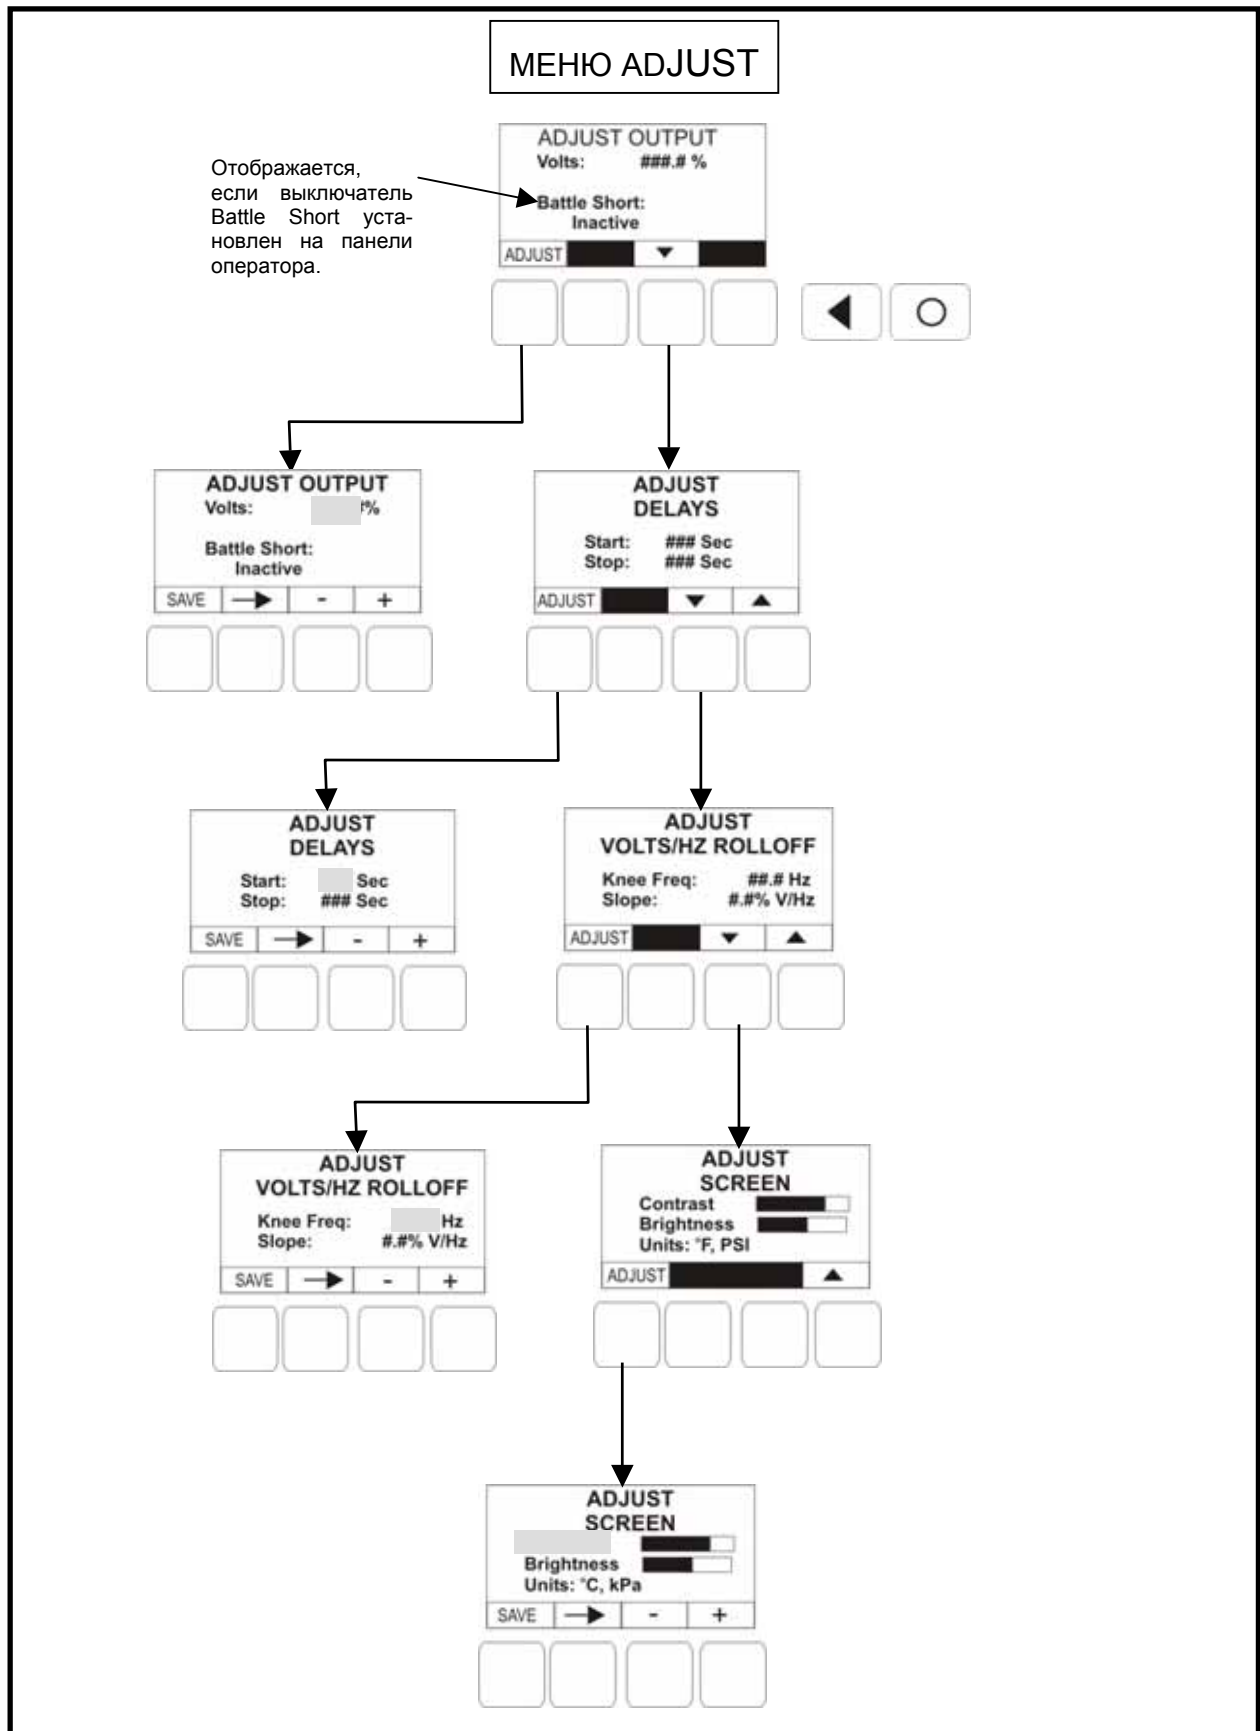 МЕНЮ ADJUST
ADJUST OUTPUT
Volts: ###.# %
Отображается,
если выключатель
Battle Short уста-
новлен на панели
оператора.
Battle Short:
Inactive
ADJUST
ADJUST OUTPUT
Volts: %
Battle Short:
Inactive
SAVE - +
ADJUST
DELAYS
Start: ### Sec
Stop: ### Sec
ADJUST
ADJUST
DELAYS
Start: Sec
Stop: ### Sec
SAVE - +
ADJUST
VOLTS/HZ ROLLOFF
Knee Freq: ##.# Hz
Slope: #.#% V/Hz
ADJUST
ADJUST
VOLTS/HZ ROLLOFF
Knee Freq: Hz
Slope: #.#% V/Hz
SAVE - +
ADJUST
SCREEN
Contrast
Brightness
Units: °F, PSI
ADJUST
ADJUST
SCREEN
Brightness
Units: °C, kPa
SAVE - +